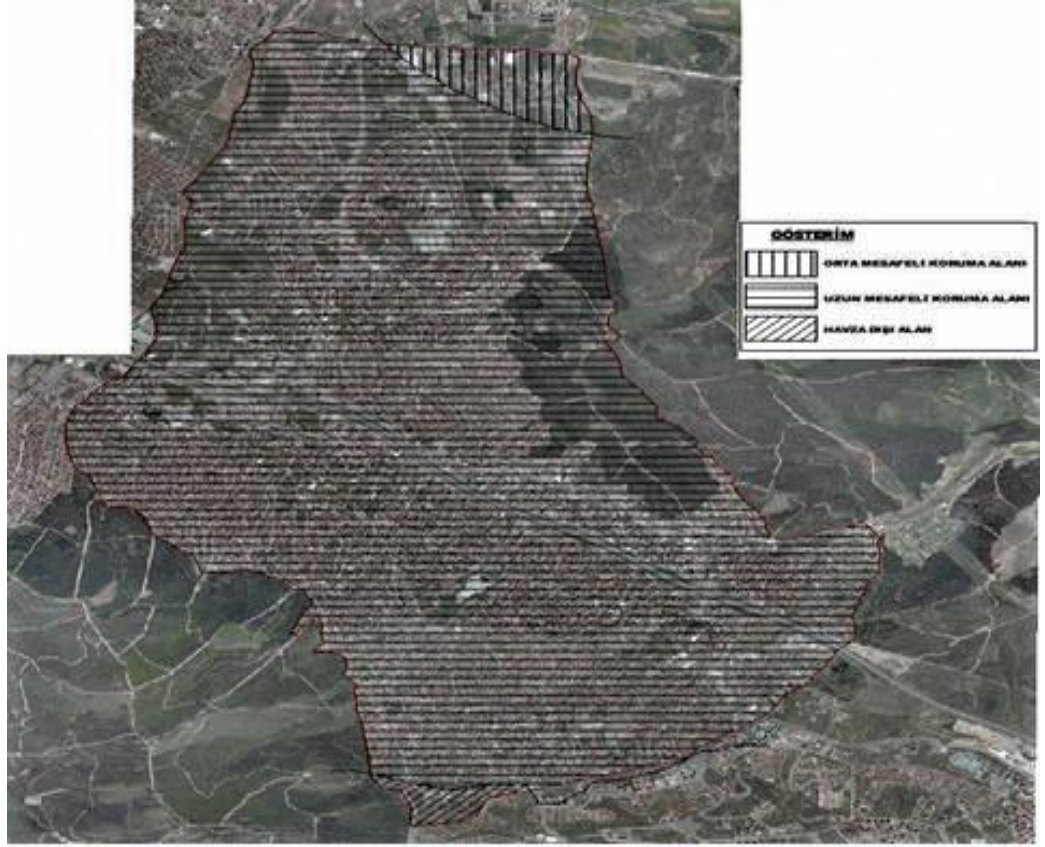 GÖSTERİM
ORTA MESAFELİ KORUMA ALANI
UZUN MESAFELİ KORUMA ALANI
HAVZA DIŞI ALAN